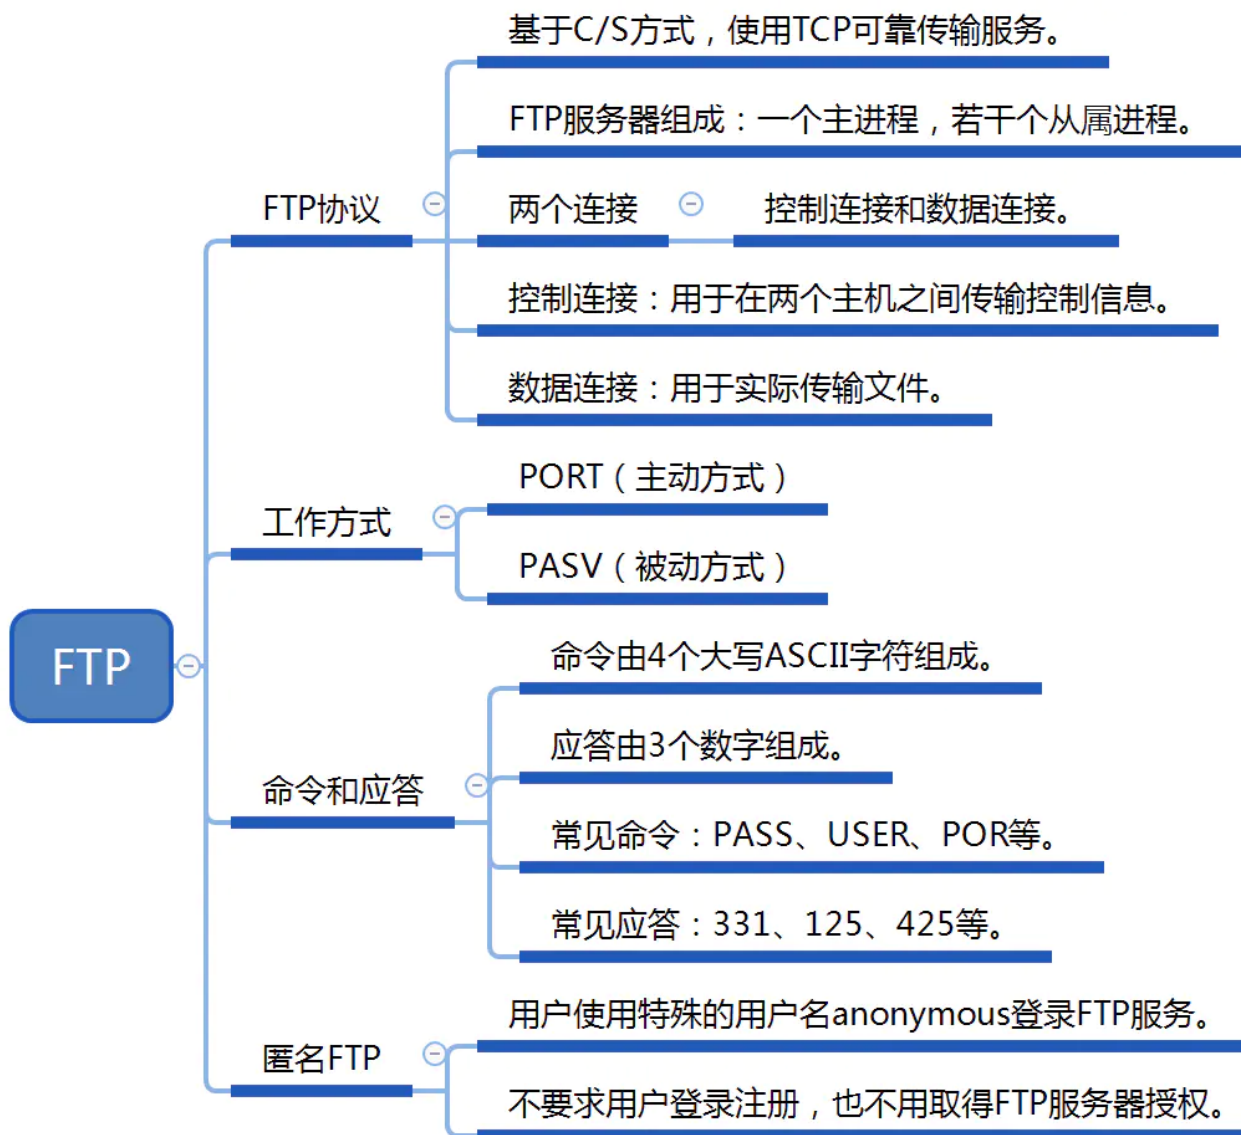 基于C/S方式，使用TCP可靠传输服务。
FTP服务器组成：一个主进程，若干个从属进程。
FTP协议
两个连接
控制连接和数据连接。
控制连接：用于在两个主机之间传输控制信息。
数据连接：用于实际传输文件。
PORT（主动方式）
工作方式
PASV（被动方式）
FTP
命令由4个大写ASCII字符组成。
应答由3个数字组成。
命令和应答
常见命令：PASS、USER、POR等。
常见应答：331、125、425等。
用户使用特殊的用户名anonymous登录FTP服务。
匿名FTP
不要求用户登录注册，也不用取得FTP服务器授权。